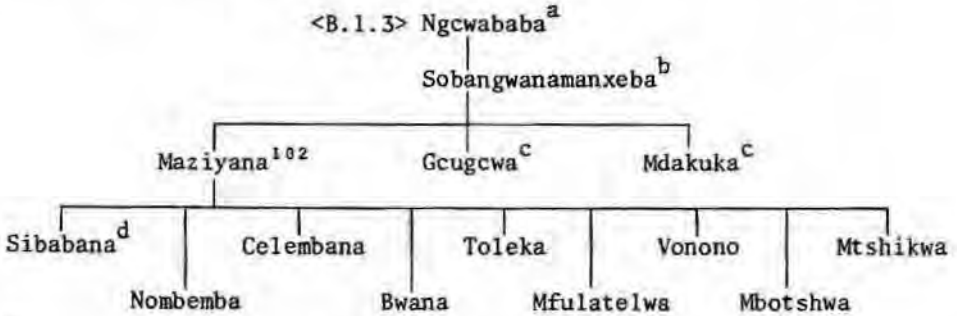 <B.1.3> Ngcwababa^a
Sobangwanamanxeba^b
Maziyana^102 Gcugcwa^c Mdakuka^c
Sibabana^d Celembana Toleka Vonono Mtshikwa
Nombemba Bwana Mfulatelwa Mbotshwa